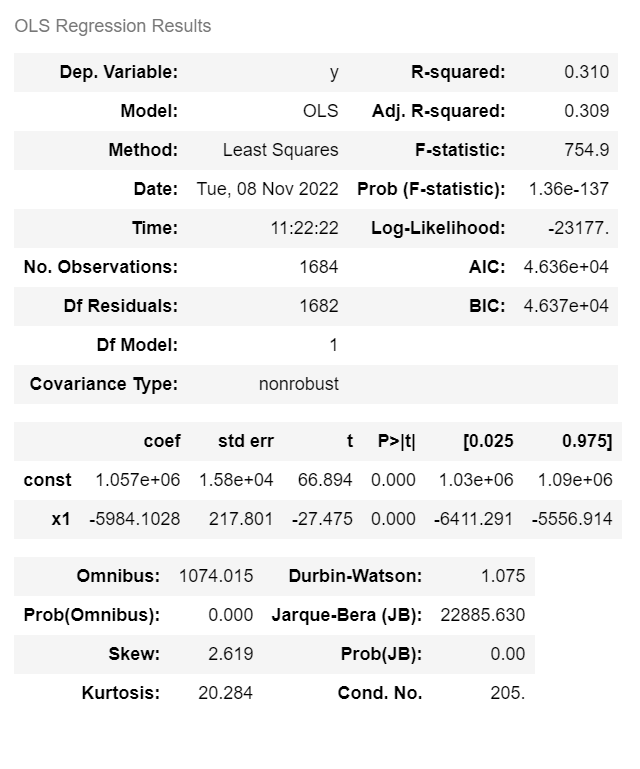 OLS Regression Results
Dep. Variable: y R-squared: 0.310
Model: OLS Adj. R-squared: 0.309
Method: Least Squares F-statistic: 754.9
Date: Tue, 08 Nov 2022 Prob (F-statistic): 1.36e-137
Time: 11:22:22 Log-Likelihood: -23177.
No. Observations: 1684 AIC: 4.636e+04
Df Residuals: 1682 BIC: 4.637e+04
Df Model: 1
Covariance Type: nonrobust
coef std err t P>|t| [0.025 0.975]
const 1.057e+06 1.58e+04 66.894 0.000 1.03e+06 1.09e+06
x1 -5984.1028 217.801 -27.475 0.000 -6411.291 -5556.914
Omnibus: 1074.015 Durbin-Watson: 1.075
Prob(Omnibus): 0.000 Jarque-Bera (JB): 22885.630
Skew: 2.619 Prob(JB): 0.00
Kurtosis: 20.284 Cond. No. 205.